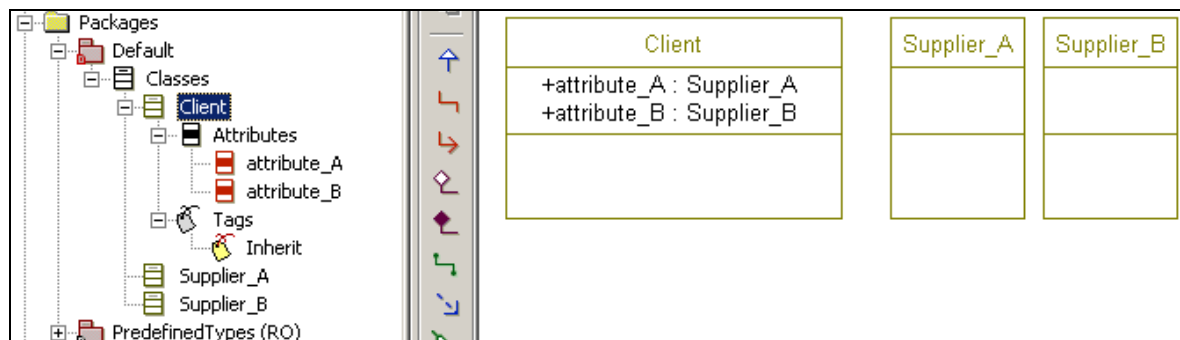 Packages
Default
Classes
Client
Attributes
attribute_A
attribute_B
Tags
Inherit
Supplier_A
Supplier_B
PredefinedTypes (RO)
Client
+attribute_A : Supplier_A
+attribute_B : Supplier_B
Supplier_A
Supplier_B